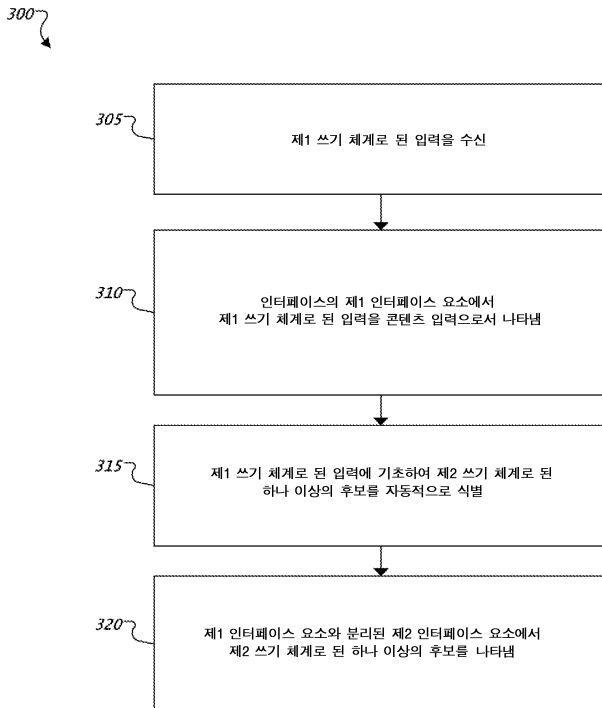 300
305
제1 쓰기 체계로 된 입력을 수신
310
인터페이스의 제1 인터페이스 요소에서
제1 쓰기 체계로 된 입력을 콘텐츠 입력으로서 나타냄
315
제1 쓰기 체계로 된 입력에 기초하여 제2 쓰기 체계로 된
하나 이상의 후보를 자동적으로 식별
320
제1 인터페이스 요소와 분리된 제2 인터페이스 요소에서
제2 쓰기 체계로 된 하나 이상의 후보를 나타냄